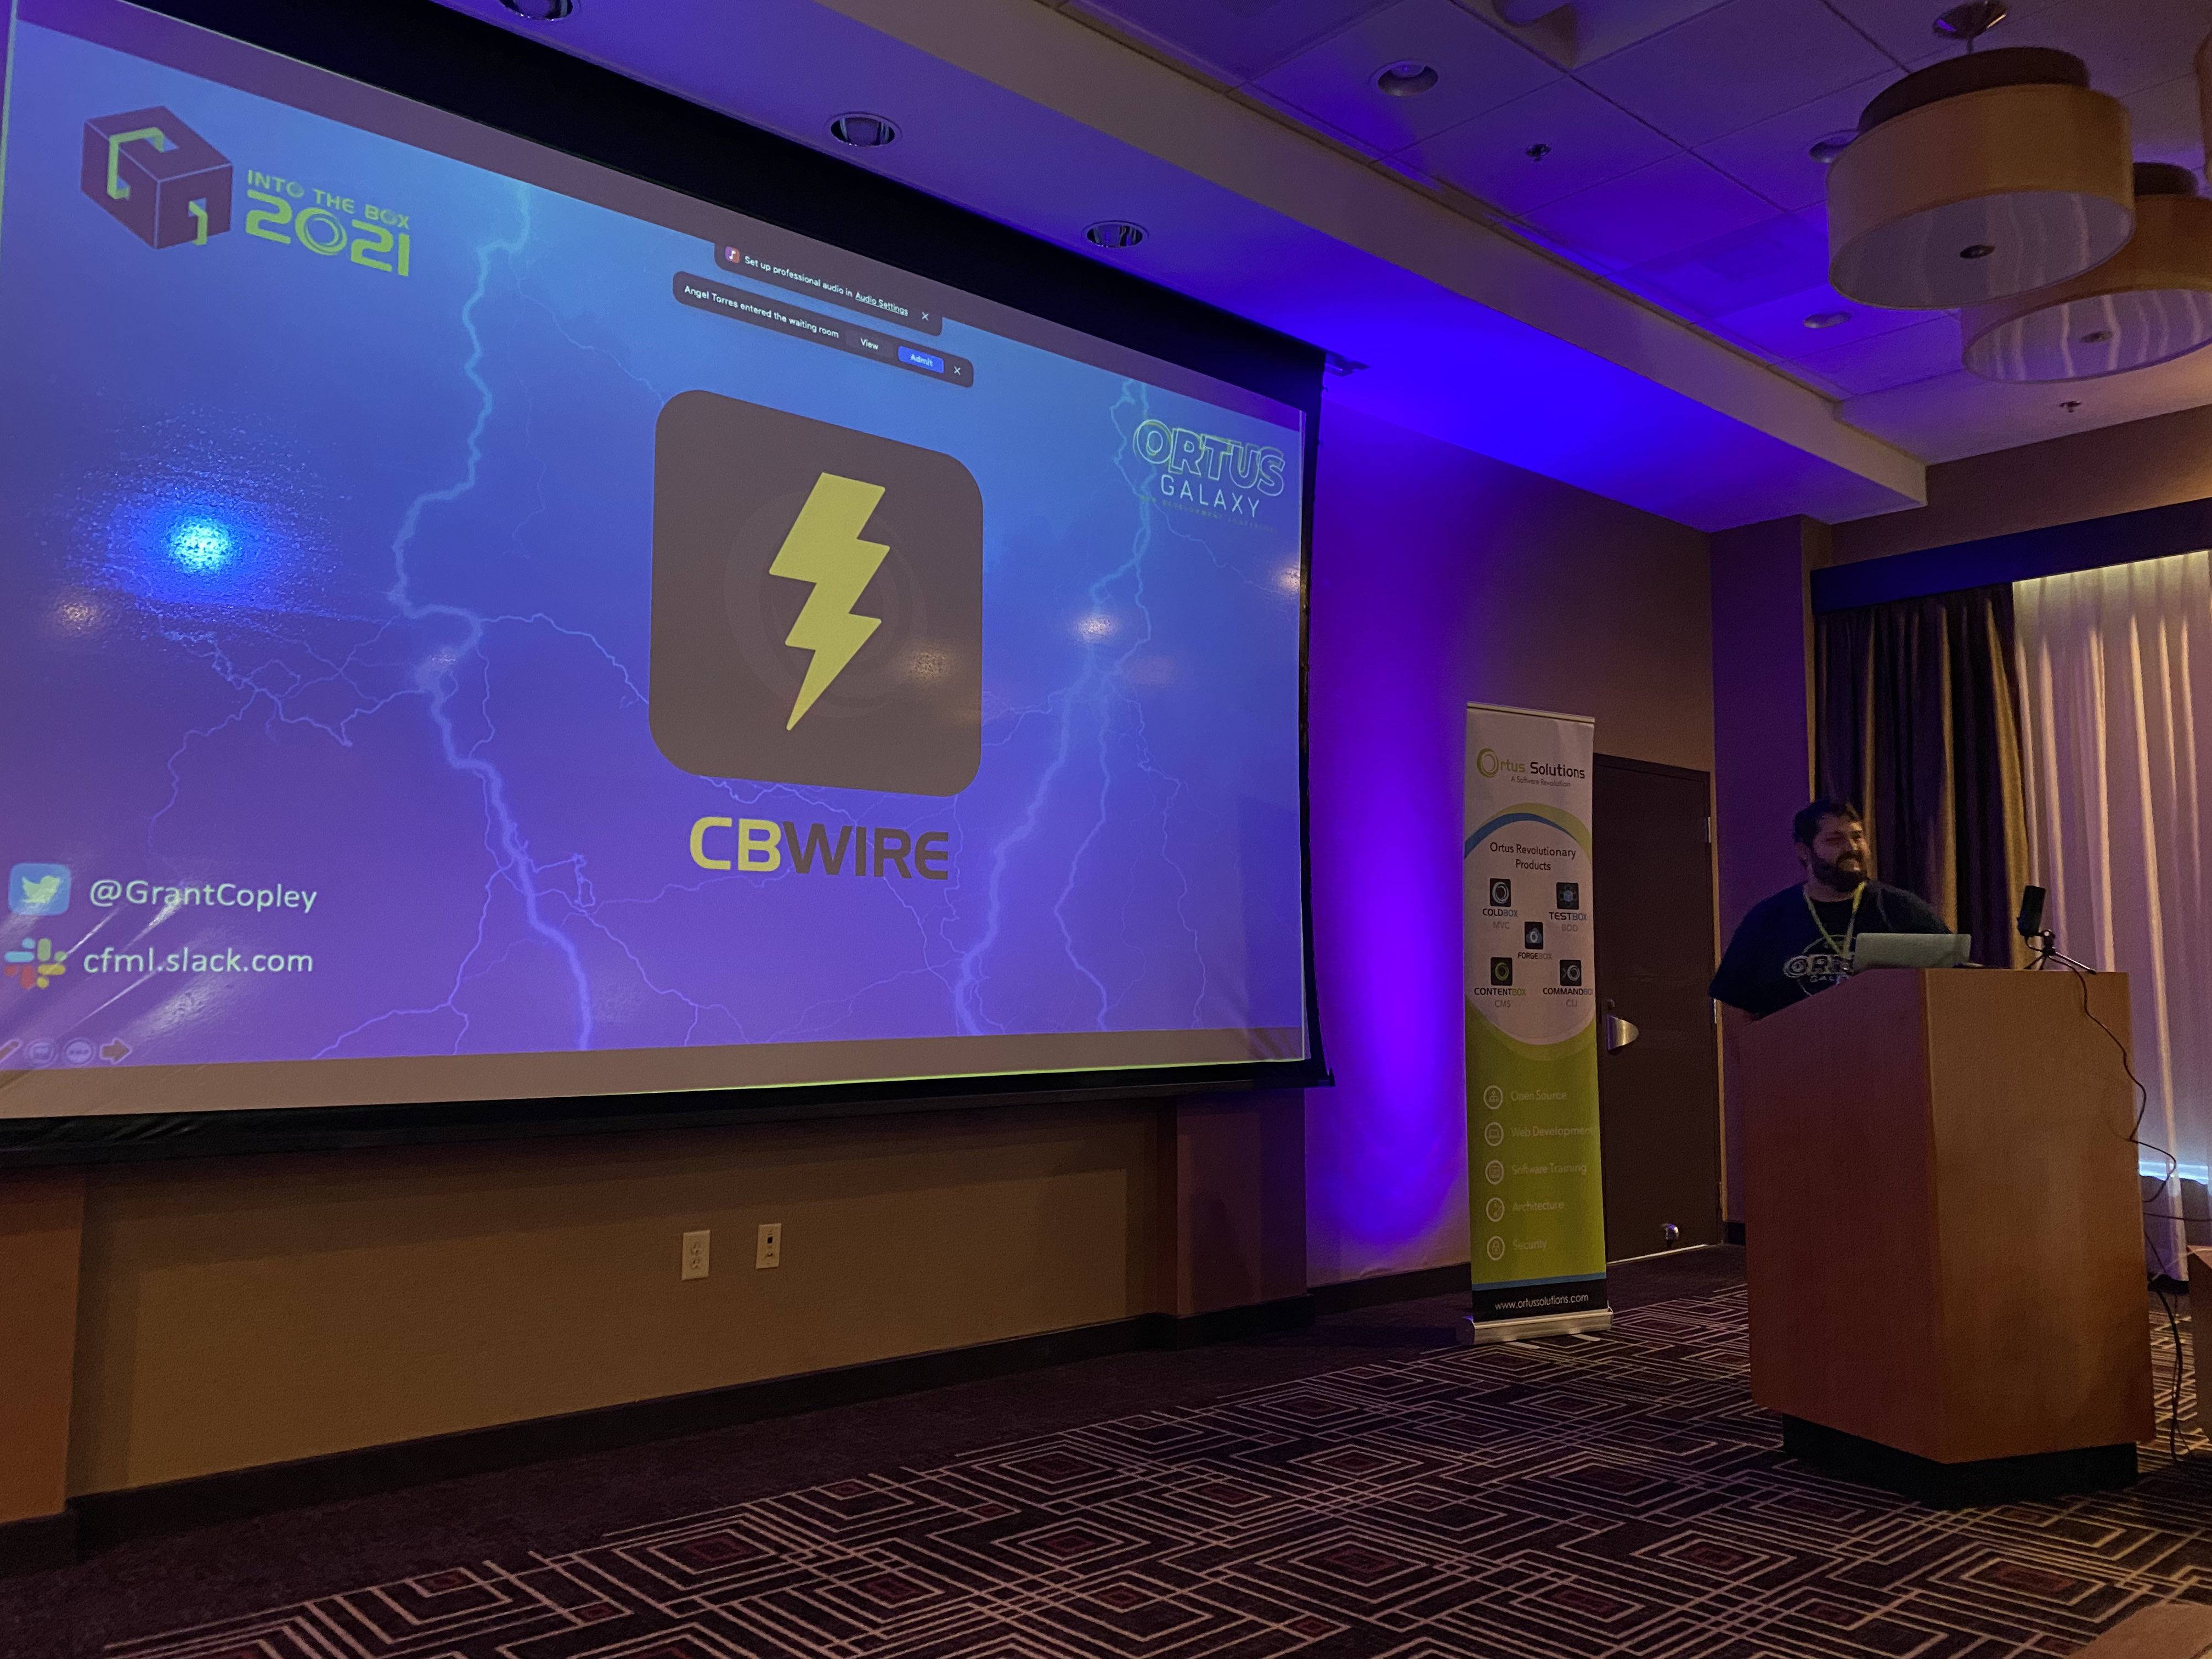 INTO THE BOX
2021
Set up professional audio in Audio Settings
Angel Torres entered the waiting room View Admit
ORTUS
GALAXY
CBWIRE
@GrantCopley
cfml.slack.com
Ortus Solutions
A Software Revolution
Ortus Revolutionary
Products
COLDBOX TESTBOX
MVC BDD
FORGEBOX
CONTENTBOX COMMANDBO
CMS CLI
Open Source
Web Development
Software Training
Architecture
Security
www.ortussolutions.com